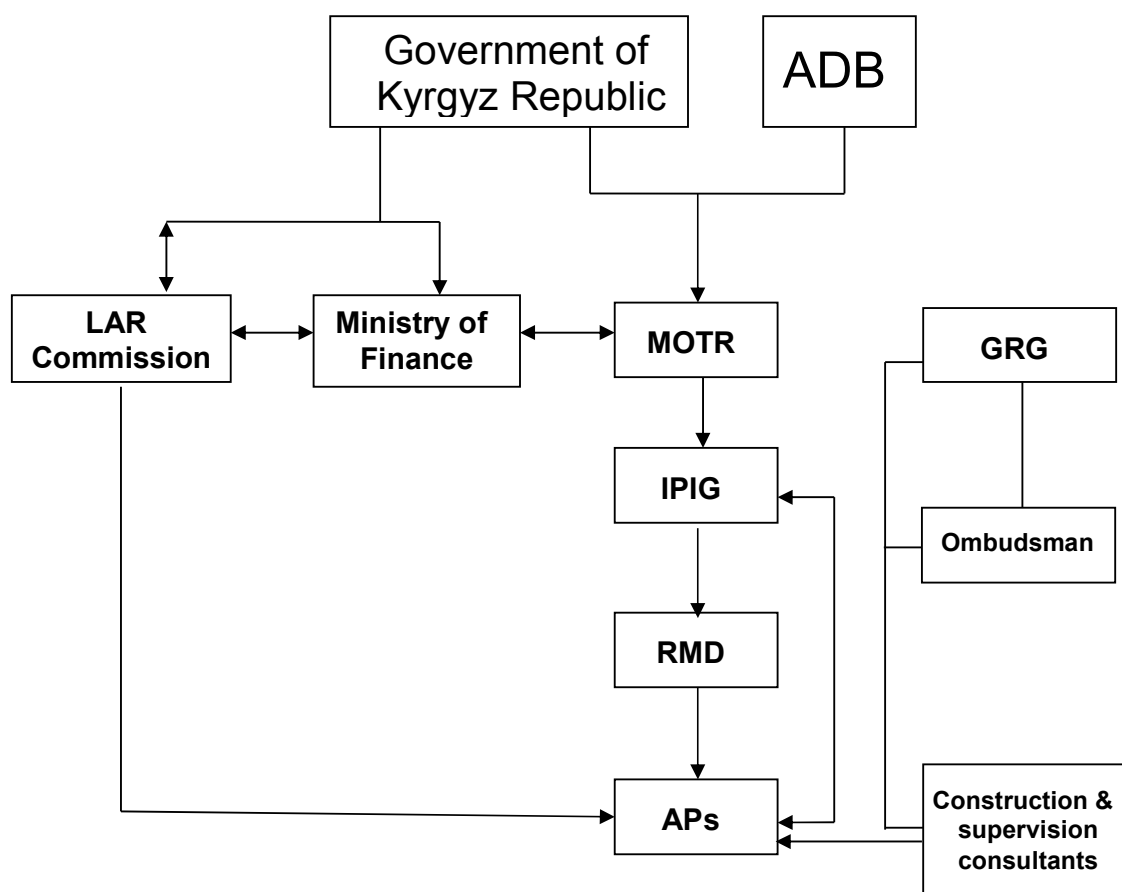 Government of
Kyrgyz Republic
ADB
LAR
Commission
Ministry of
Finance
MOTR
GRG
IPIG
Ombudsman
RMD
APs
Construction &
supervision
consultants